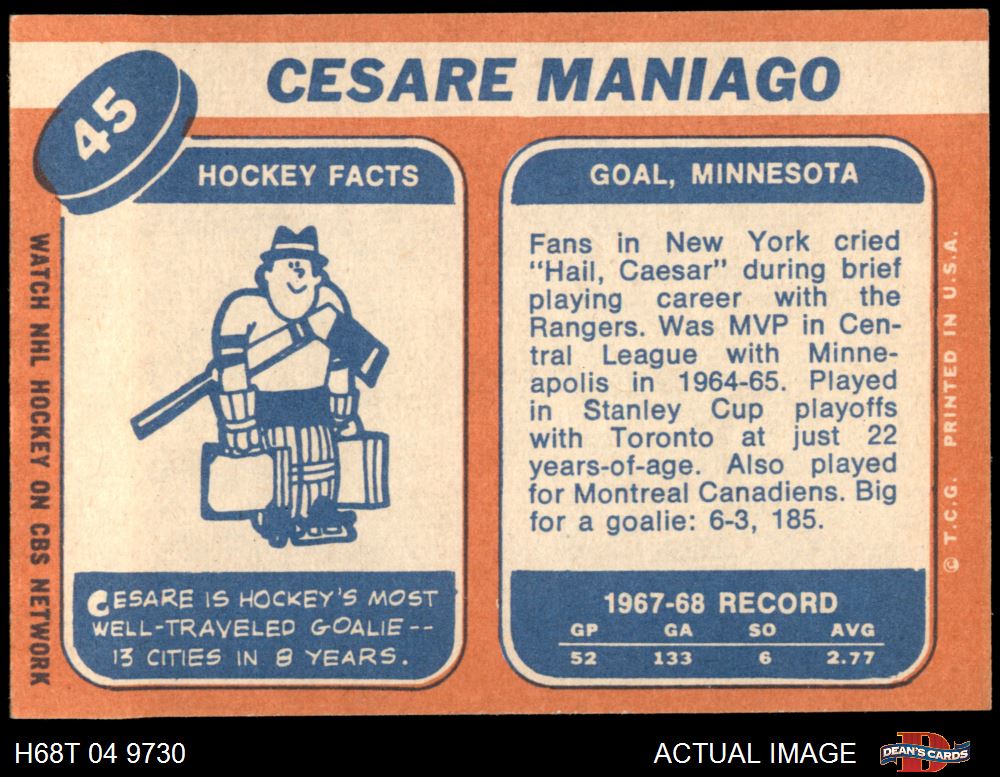 45
CESARE MANIAGO
HOCKEY FACTS
CESARE IS HOCKEY'S MOST
WELL-TRAVELED GOALIE--
13 CITIES IN 8 YEARS.
GOAL, MINNESOTA
Fans in New York cried
"Hail, Caesar" during brief
playing career with the
Rangers. Was MVP in Cen-
tral League with Minne-
apolis in 1964-65. Played
in Stanley Cup playoffs
with Toronto at just 22
years-of-age. Also played
for Montreal Canadiens. Big
for a goalie: 6-3, 185.
1967-68 RECORD
GP GA SO AVG
52 133 6 2.77
WATCH NHL HOCKEY ON CBS NETWORK
© T.C.G. PRINTED IN U.S.A.
H68T 04 9730
ACTUAL IMAGE
D
DEAN'S CARDS